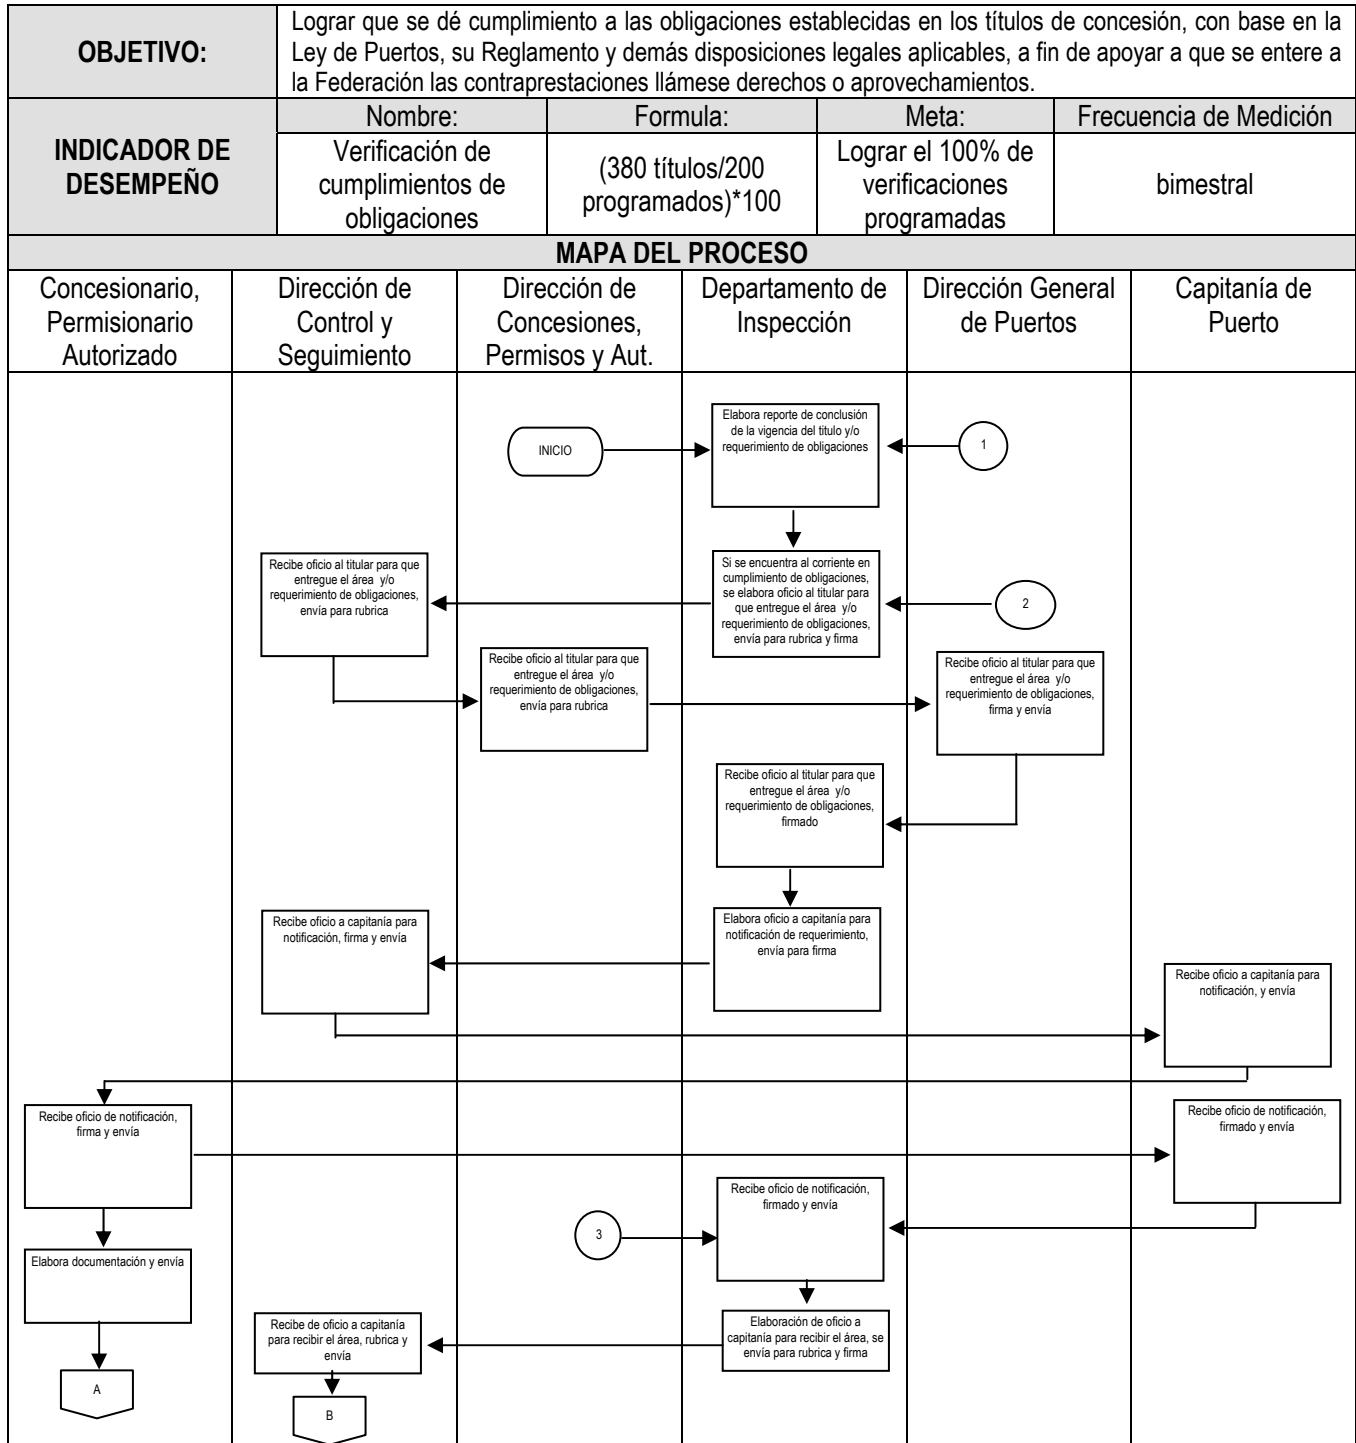 OBJETIVO:
Lograr que se dé cumplimiento a las obligaciones establecidas en los títulos de concesión, con base en la
Ley de Puertos, su Reglamento y demás disposiciones legales aplicables, a fin de apoyar a que se entere a
la Federación las contraprestaciones llámese derechos o aprovechamientos.
INDICADOR DE
DESEMPEÑO
Nombre:
Formula:
Meta:
Frecuencia de Medición
Verificación de
cumplimientos de
obligaciones
(380 títulos/200
programados)*100
Lograr el 100% de
verificaciones
programadas
bimestral
MAPA DEL PROCESO
Concesionario,
Permisionario
Autorizado
Dirección de
Control y
Seguimiento
Dirección de
Concesiones,
Permisos y Aut.
Departamento de
Inspección
Dirección General
de Puertos
Capitanía de
Puerto
INICIO
Elabora reporte de conclusión
de la vigencia del titulo y/o
requerimiento de obligaciones
1
Recibe oficio al titular para que
entregue el área y/o
requerimiento de obligaciones,
envía para rubrica
Si se encuentra al corriente en
cumplimiento de obligaciones,
se elabora oficio al titular para
que entregue el área y/o
requerimiento de obligaciones,
envía para rubrica y firma
2
Recibe oficio al titular para que
entregue el área y/o
requerimiento de obligaciones,
envía para rubrica
Recibe oficio al titular para que
entregue el área y/o
requerimiento de obligaciones,
firma y envía
Recibe oficio al titular para que
entregue el área y/o
requerimiento de obligaciones,
firmado
Recibe oficio a capitanía para
notificación, firma y envía
Elabora oficio a capitanía para
notificación de requerimiento,
envía para firma
Recibe oficio a capitanía para
notificación, y envía
Recibe oficio de notificación,
firma y envía
Recibe oficio de notificación,
firmado y envía
Recibe oficio de notificación,
firmado y envía
3
Elabora documentación y envía
Recibe de oficio a capitanía
para recibir el área, rubrica y
envía
Elaboración de oficio a
capitanía para recibir el área, se
envía para rubrica y firma
A
B